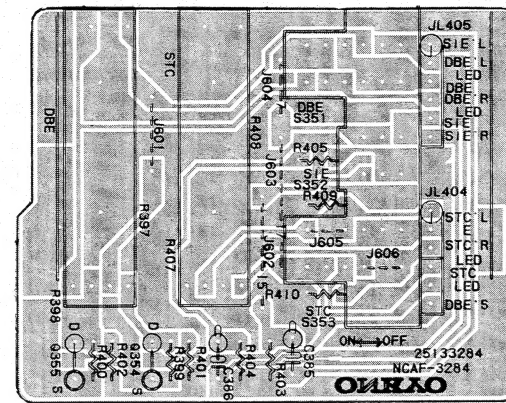 JL405
SIE L
DBE L
LED
DBE
DBE R
LED
SIE
SIE R
STC
J604
DBE
S351
DBE
J601
R408
R405
SIE
S352
J603
R409
JL404
STC L
E
STC R
LED
STC
LED
DBE S
R397
R407
J602
J605
J606
R410
STC
S353
R398
ON OFF
25133284
NCAF-3284
D
Q355
S
R400
R402
D
Q354
S
R399
R401
C386
R404
R403
C385
ONKYO